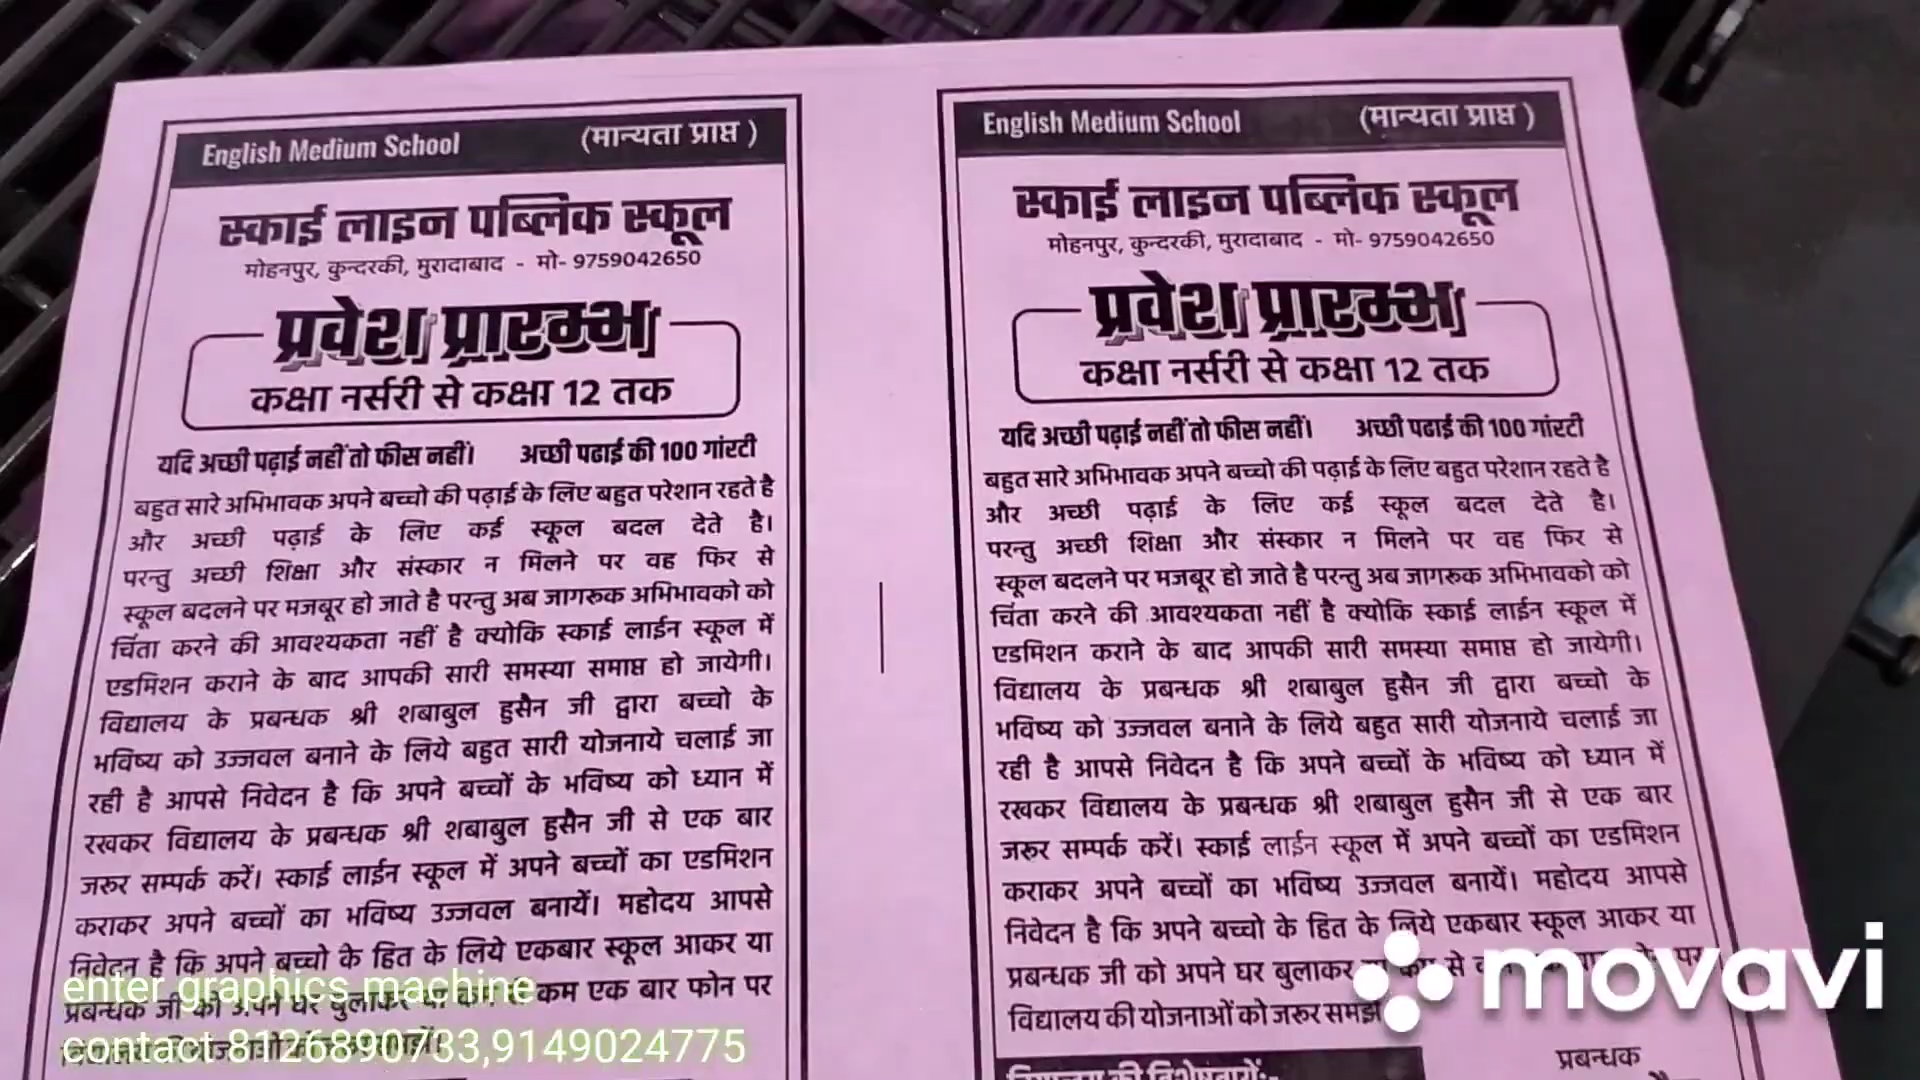 English Medium School (मान्यता प्राप्त )
स्काई लाइन पब्लिक स्कूल
मोहनपुर, कुन्दरकी, मुरादाबाद - मो- 9759042650
प्रवेश प्रारम्भ
कक्षा नर्सरी से कक्षा 12 तक
यदि अच्छी पढ़ाई नहीं तो फीस नहीं। अच्छी पढाई की 100 गांरटी
बहुत सारे अभिभावक अपने बच्चो की पढ़ाई के लिए बहुत परेशान रहते है
और अच्छी पढ़ाई के लिए कई स्कूल बदल देते है।
परन्तु अच्छी शिक्षा और संस्कार न मिलने पर वह फिर से
स्कूल बदलने पर मजबूर हो जाते है परन्तु अब जागरूक अभिभावको को
चिंता करने की आवश्यकता नहीं है क्योकि स्काई लाईन स्कूल में
एडमिशन कराने के बाद आपकी सारी समस्या समाप्त हो जायेगी।
विद्यालय के प्रबन्धक श्री शबाबुल हुसैन जी द्वारा बच्चो के
भविष्य को उज्जवल बनाने के लिये बहुत सारी योजनाये चलाई जा
रही है आपसे निवेदन है कि अपने बच्चों के भविष्य को ध्यान में
रखकर विद्यालय के प्रबन्धक श्री शबाबुल हुसैन जी से एक बार
जरूर सम्पर्क करें। स्काई लाईन स्कूल में अपने बच्चों का एडमिशन
कराकर अपने बच्चों का भविष्य उज्जवल बनायें। महोदय आपसे
निवेदन है कि अपने बच्चो के हित के लिये एकबार स्कूल आकर या
प्रबन्धक जी को अपने घर बुलाकर या कम से कम एक बार फोन पर
English Medium School (मान्यता प्राप्त )
स्काई लाइन पब्लिक स्कूल
मोहनपुर, कुन्दरकी, मुरादाबाद - मो- 9759042650
प्रवेश प्रारम्भ
कक्षा नर्सरी से कक्षा 12 तक
यदि अच्छी पढ़ाई नहीं तो फीस नहीं। अच्छी पढाई की 100 गांरटी
बहुत सारे अभिभावक अपने बच्चो की पढ़ाई के लिए बहुत परेशान रहते है
और अच्छी पढ़ाई के लिए कई स्कूल बदल देते है।
परन्तु अच्छी शिक्षा और संस्कार न मिलने पर वह फिर से
स्कूल बदलने पर मजबूर हो जाते है परन्तु अब जागरूक अभिभावको को
चिंता करने की आवश्यकता नहीं है क्योकि स्काई लाईन स्कूल में
एडमिशन कराने के बाद आपकी सारी समस्या समाप्त हो जायेगी।
विद्यालय के प्रबन्धक श्री शबाबुल हुसैन जी द्वारा बच्चो के
भविष्य को उज्जवल बनाने के लिये बहुत सारी योजनाये चलाई जा
रही है आपसे निवेदन है कि अपने बच्चों के भविष्य को ध्यान में
रखकर विद्यालय के प्रबन्धक श्री शबाबुल हुसैन जी से एक बार
जरूर सम्पर्क करें। स्काई लाईन स्कूल में अपने बच्चों का एडमिशन
कराकर अपने बच्चों का भविष्य उज्जवल बनायें। महोदय आपसे
निवेदन है कि अपने बच्चो के हित के लिये एकबार स्कूल आकर या
प्रबन्धक जी को अपने घर बुलाकर से पर
विद्यालय की योजनाओं को जरूर समझें
प्रबन्धक
enter graphics machine
contact 8126890733,9149024775
movavi